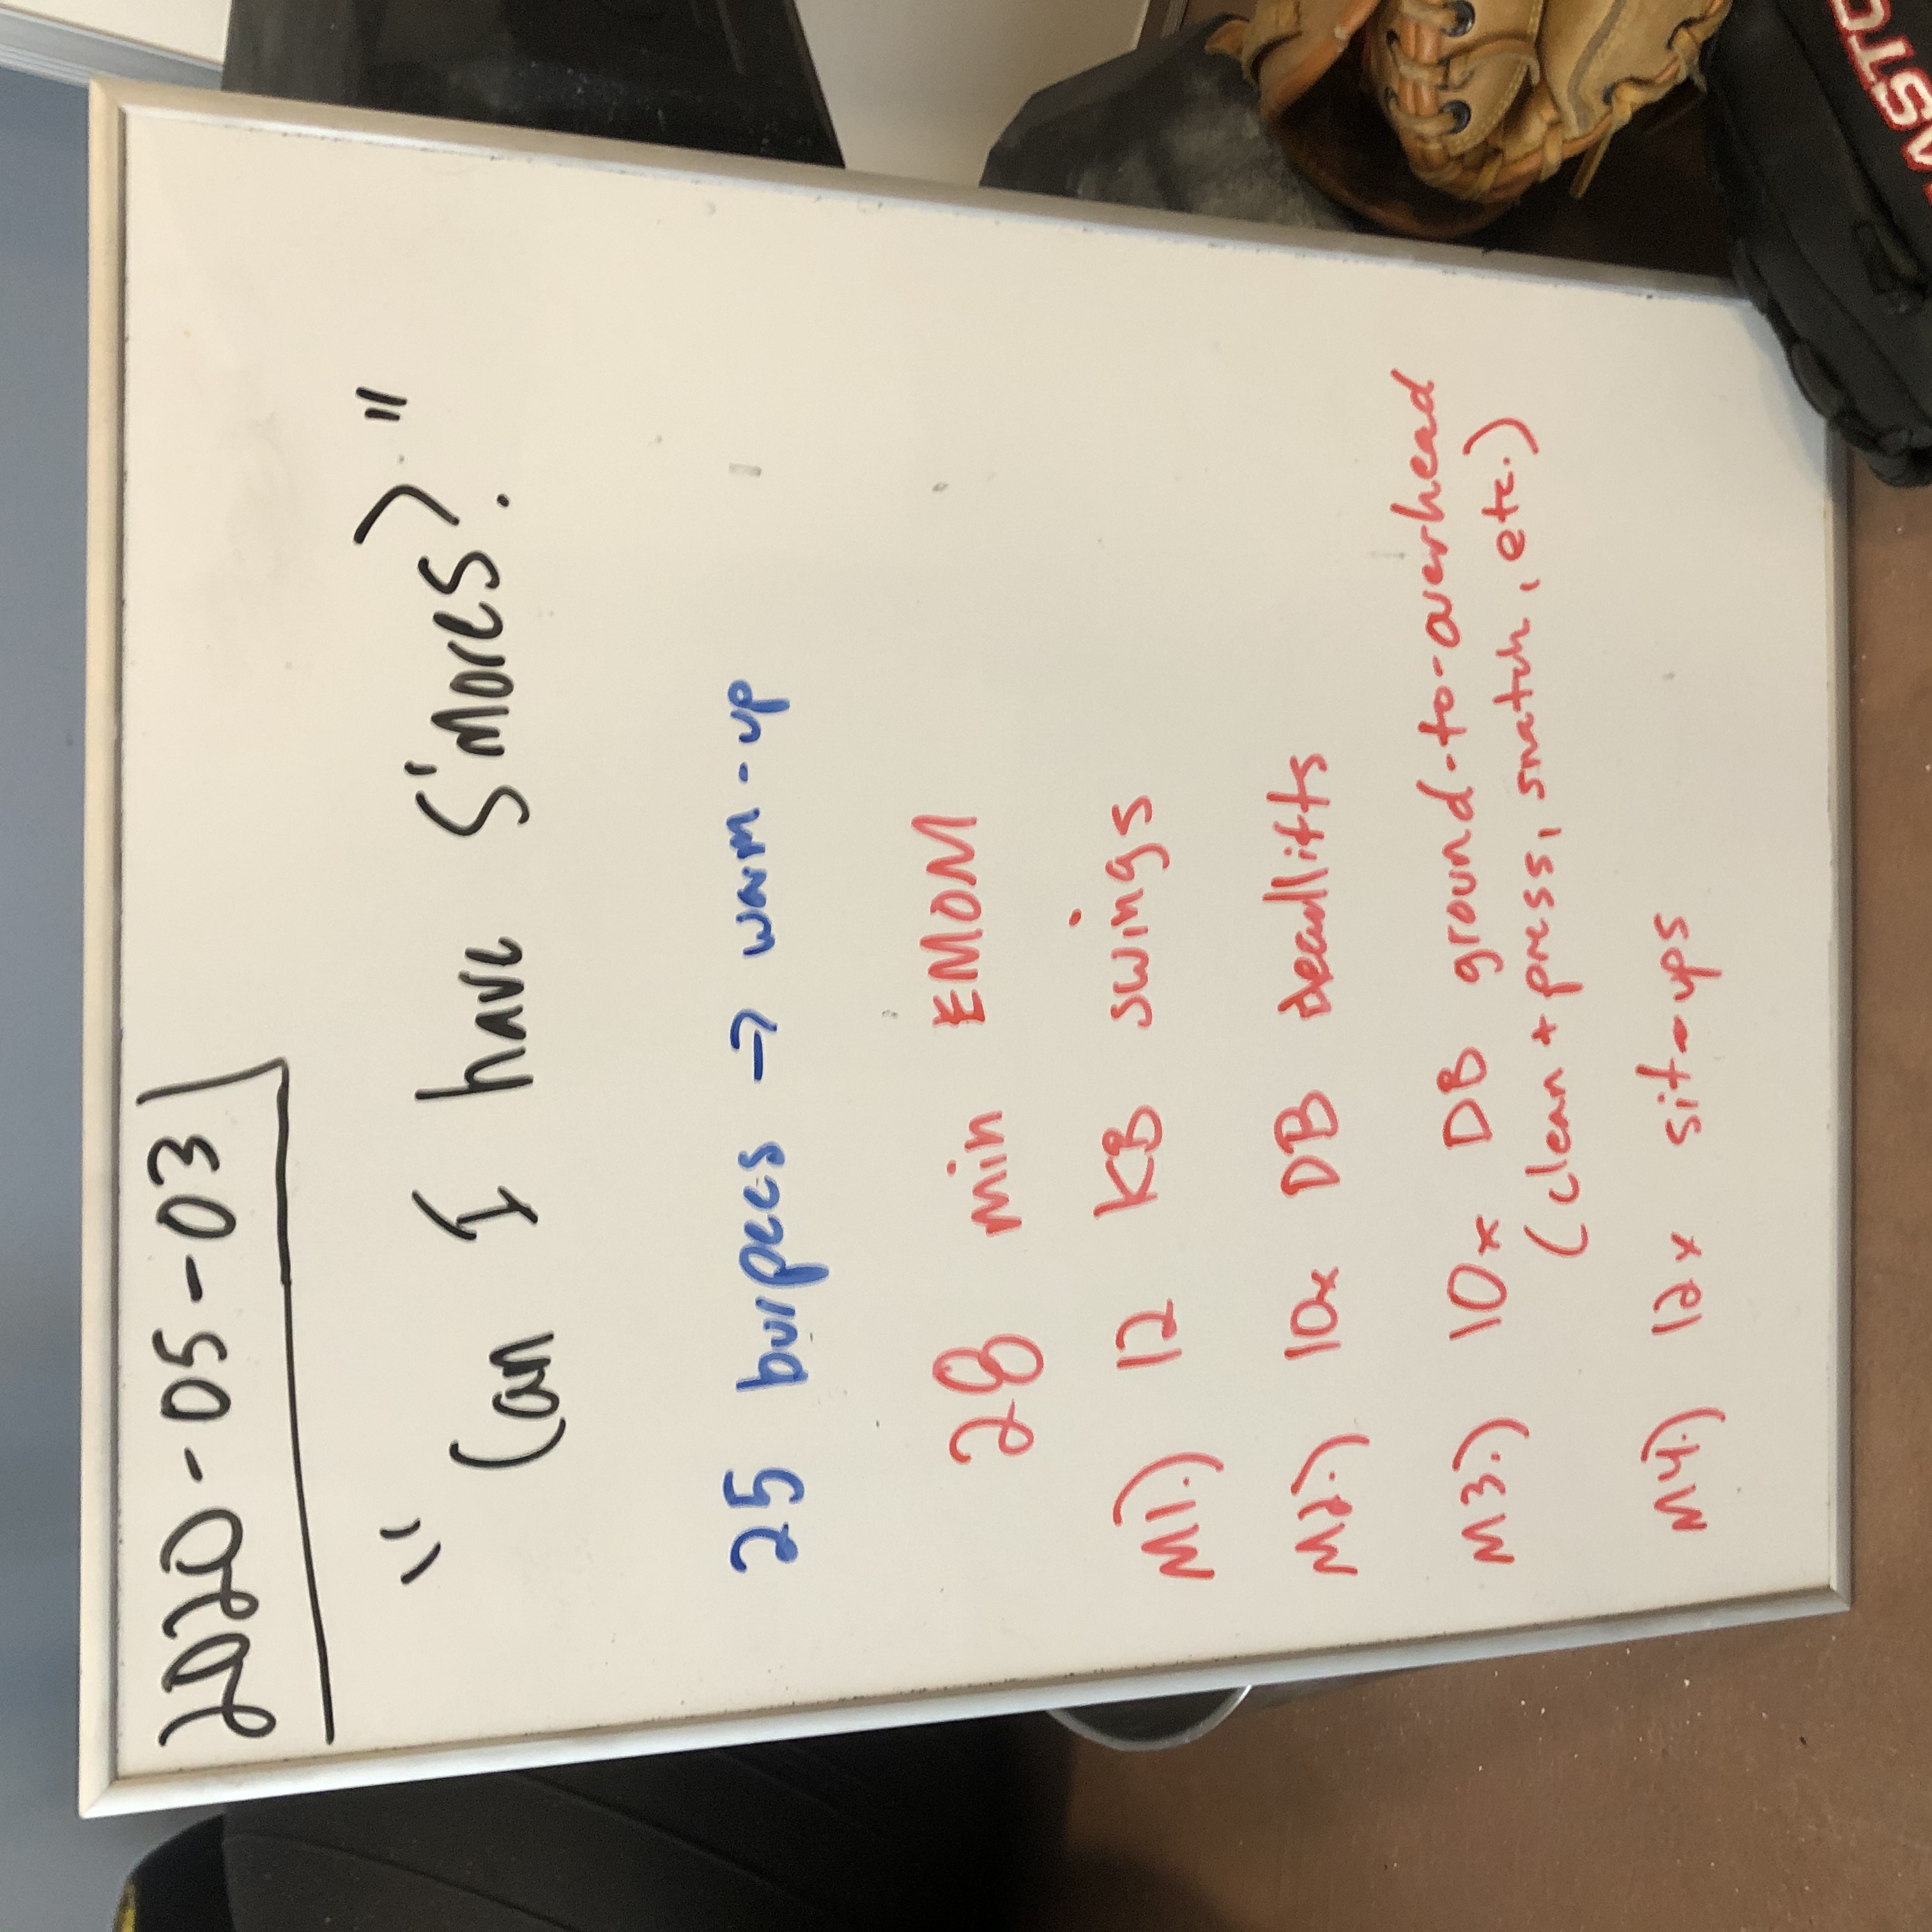 2020-05-03
"Can I have S'mores?"
25 burpees → warm-up
28 min EMOM
M1.) 12 KB swings
M2.) 10x DB deadlifts
M3.) 10x DB ground-to-overhead
(clean + press, snatch, etc.)
M4.) 12x sit-ups